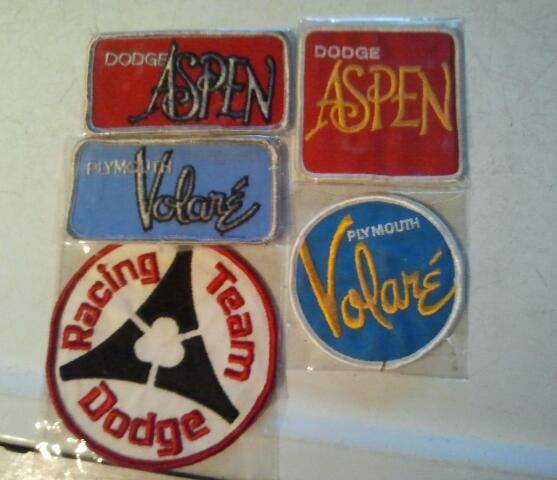 DODGE
ASPEN
DODGE
ASPEN
PLYMOUTH
Volaré
PLYMOUTH
Volaré
Racing
Team
Dodge